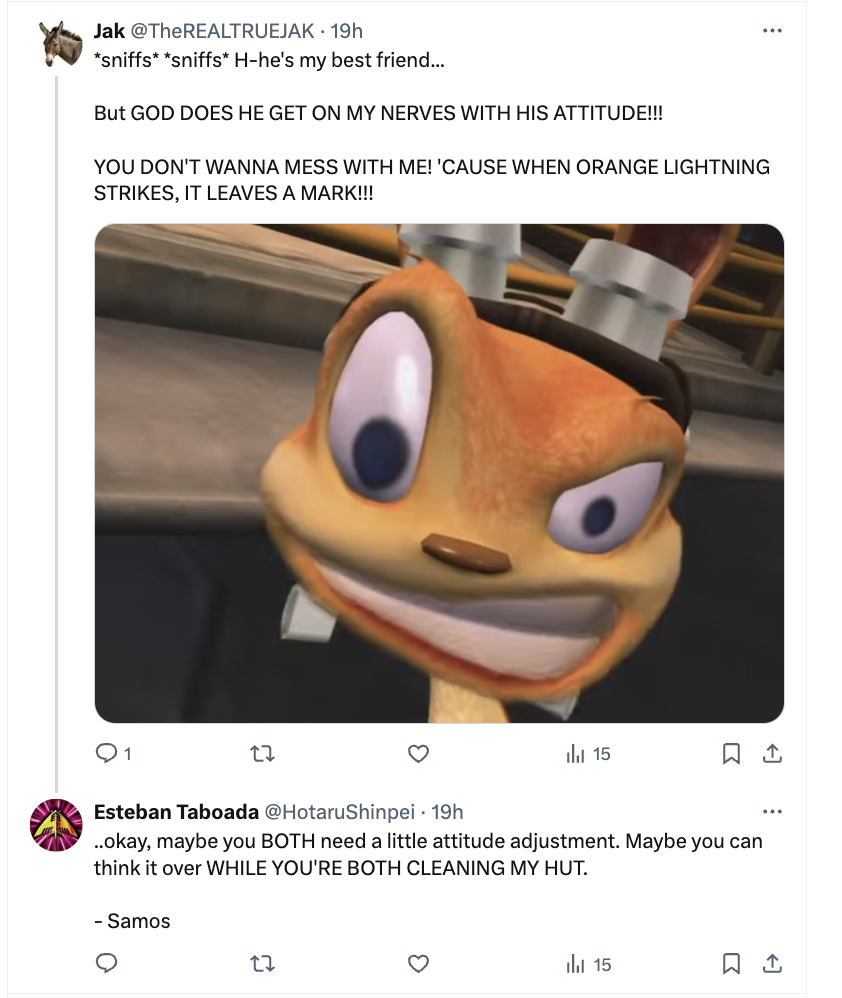 Jak @TheREALTRUEJAK · 19h
*sniffs* *sniffs* H-he's my best friend...
But GOD DOES HE GET ON MY NERVES WITH HIS ATTITUDE!!!
YOU DON'T WANNA MESS WITH ME! 'CAUSE WHEN ORANGE LIGHTNING
STRIKES, IT LEAVES A MARK!!!
1 15
Esteban Taboada @HotaruShinpei · 19h
..okay, maybe you BOTH need a little attitude adjustment. Maybe you can
think it over WHILE YOU'RE BOTH CLEANING MY HUT.
- Samos
15